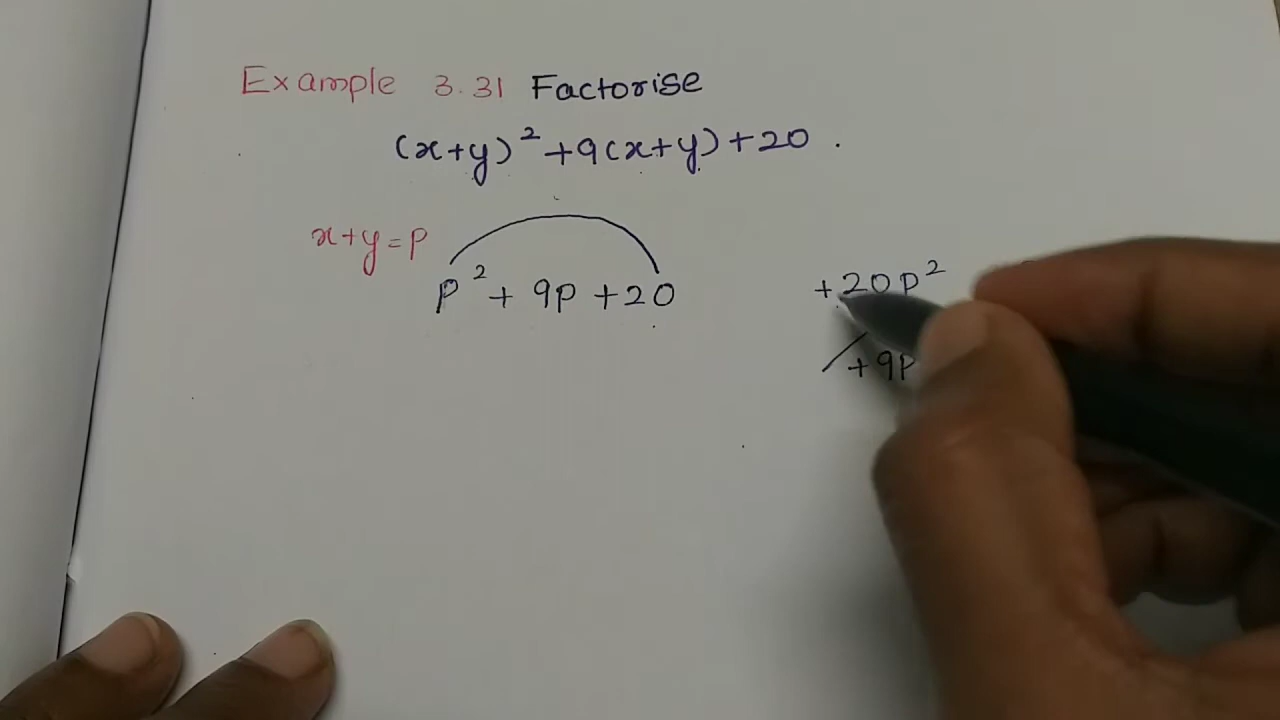 Example 3.31 Factorise
(x+y)² + 9(x+y) + 20 .
x+y = p
p² + 9p + 20
+20p²
+9p